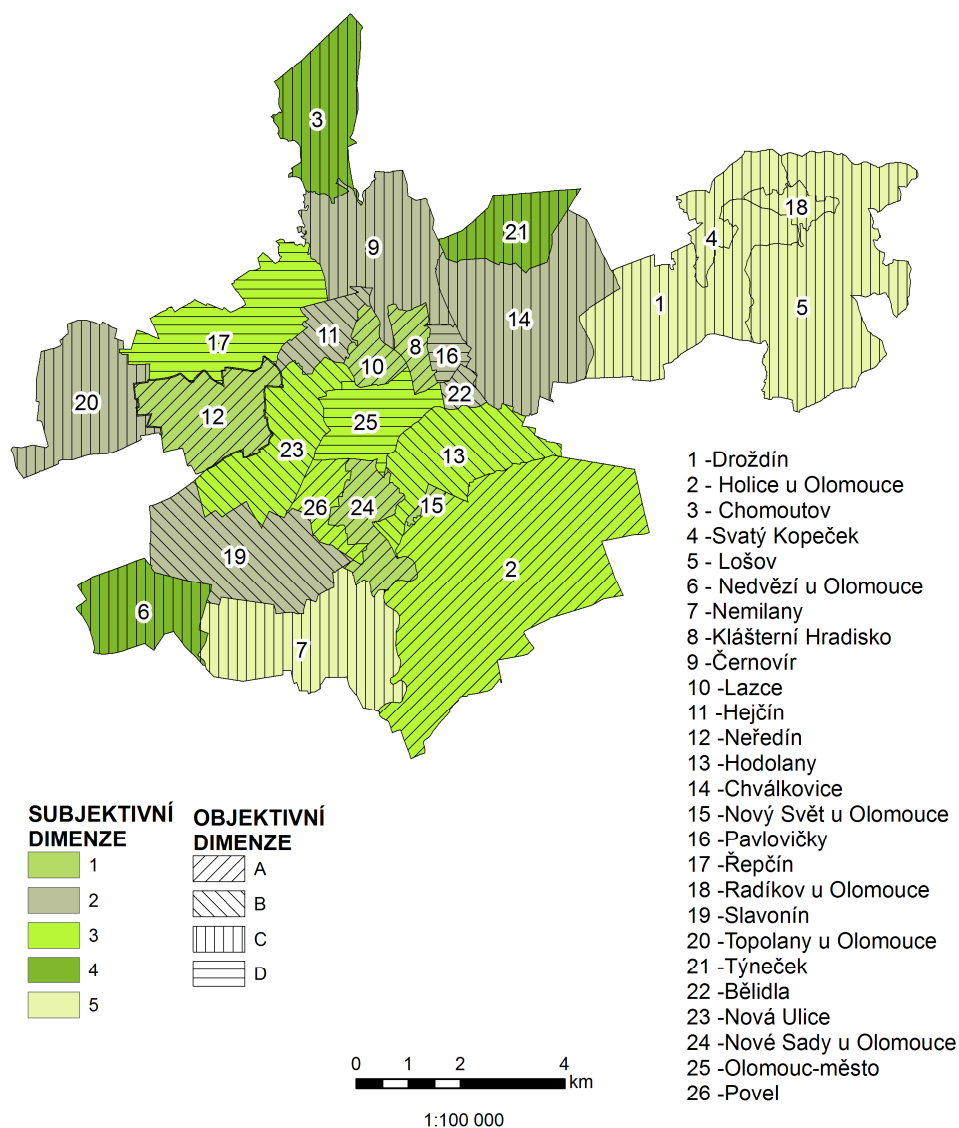 3
18
21
4
9
1
5
14
17
11
8
16
10
20
22
12
25
23
13
15
26
24
19
2
6
7
1 -Droždín
2 - Holice u Olomouce
3 - Chomoutov
4 -Svatý Kopeček
5 - Lošov
6 - Nedvězí u Olomouce
7 -Nemilany
8 -Klášterní Hradisko
9 -Černovír
10 -Lazce
11 -Hejčín
12 -Neředín
13 -Hodolany
14 -Chválkovice
15 -Nový Svět u Olomouce
16 -Pavlovičky
17 -Řepčín
18 -Radíkov u Olomouce
19 -Slavonín
20 -Topolany u Olomouce
21 -Týneček
22 -Bělidla
23 -Nová Ulice
24 -Nové Sady u Olomouce
25 -Olomouc-město
26 -Povel
SUBJEKTIVNÍ
DIMENZE
1
2
3
4
5
OBJEKTIVNÍ
DIMENZE
A
B
C
D
0 1 2 4
km
1:100 000